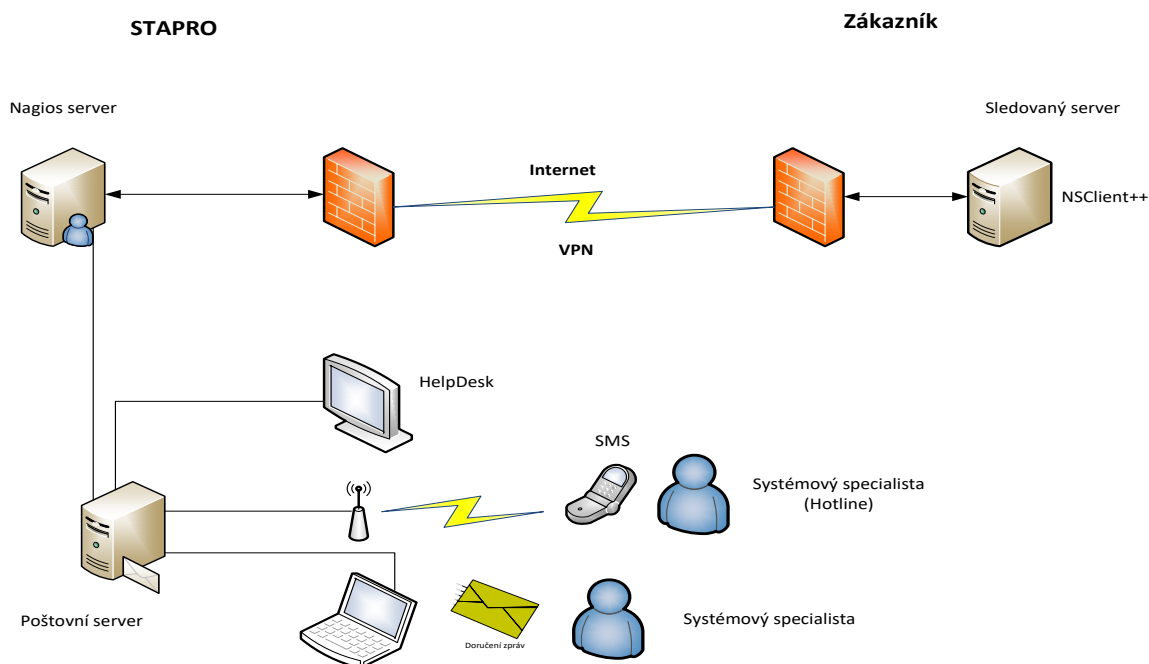 STAPRO
Zákazník
Nagios server
Sledovaný server
Internet
NSClient++
VPN
HelpDesk
SMS
Systémový specialista
(Hotline)
Poštovní server
Doručení zpráv
Systémový specialista